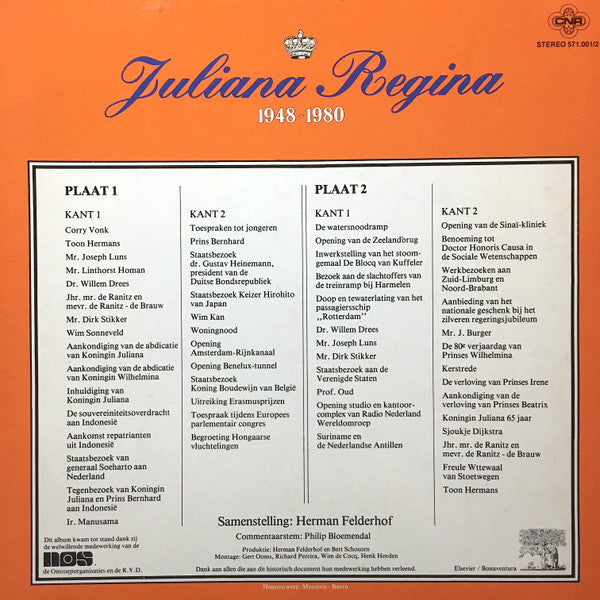 CNR
STEREO 571.001/2
Juliana Regina
1948-1980
PLAAT 1
KANT 1
Corry Vonk
Toon Hermans
Mr. Joseph Luns
Mr. Linthorst Homan
Dr. Willem Drees
Jhr. mr. de Ranitz en
mevr. de Ranitz - de Brauw
Mr. Dirk Stikker
Wim Sonneveld
Aankondiging van de abdicatie
van Koningin Juliana
Aankondiging van de abdicatie
van Koningin Wilhelmina
Inhuldiging van
Koningin Juliana
De souvereiniteitsoverdracht
aan Indonesië
Aankomst repatrianten
uit Indonesië
Staatsbezoek van
generaal Soeharto aan
Nederland
Tegenbezoek van Koningin
Juliana en Prins Bernhard
aan Indonesië
Ir. Manusama
KANT 2
Toespraken tot jongeren
Prins Bernhard
Staatsbezoek
dr. Gustav Heinemann,
president van de
Duitse Bondsrepubliek
Staatsbezoek Keizer Hirohito
van Japan
Wim Kan
Woningnood
Opening
Amsterdam-Rijnkanaal
Opening Benelux-tunnel
Staatsbezoek
Koning Boudewijn van België
Uitreiking Erasmusprijzen
Toespraak tijdens Europees
parlementair congres
Begroeting Hongaarse
vluchtelingen
PLAAT 2
KANT 1
De watersnoodramp
Opening van de Zeelandbrug
Inwerkstelling van het stoom-
gemaal De Blocq van Kuffeler
Bezoek aan de slachtoffers van
de treinramp bij Harmelen
Doop en tewaterlating van het
passagiersschip
,,Rotterdam"
Dr. Willem Drees
Mr. Joseph Luns
Mr. Dirk Stikker
Staatsbezoek aan de
Verenigde Staten
Prof. Oud
Opening studio en kantoor-
complex van Radio Nederland
Wereldomroep
Suriname en
de Nederlandse Antillen
KANT 2
Opening van de Sinaï-kliniek
Benoeming tot
Doctor Honoris Causa in
de Sociale Wetenschappen
Werkbezoeken aan
Zuid-Limburg en
Noord-Brabant
Aanbieding van het
nationale geschenk bij het
zilveren regeringsjubileum
Mr. J. Burger
De 80e verjaardag van
Prinses Wilhelmina
Kerstrede
De verloving van Prinses Irene
Aankondiging van de
verloving van Prinses Beatrix
Koningin Juliana 65 jaar
Sjoukje Dijkstra
Jhr. mr. de Ranitz en
mevr. de Ranitz - de Brauw
Freule Wttewaal
van Stoetwegen
Toon Hermans
Samenstelling: Herman Felderhof
Commentaarstem: Philip Bloemendal
Produktie: Herman Felderhof en Bert Schouten
Montage: Gert Ooms, Richard Pereira, Wim de Cocq, Henk Hoeden
Dank aan allen die aan dit historisch document hun medewerking hebben verleend.
Dit album kwam tot stand dank zij
de welwillende medewerking van de
nos
de Omroeporganisaties en de R.V.D.
Elsevier / Bonaventura
Hoesontwerp: Myosotis - Baarn